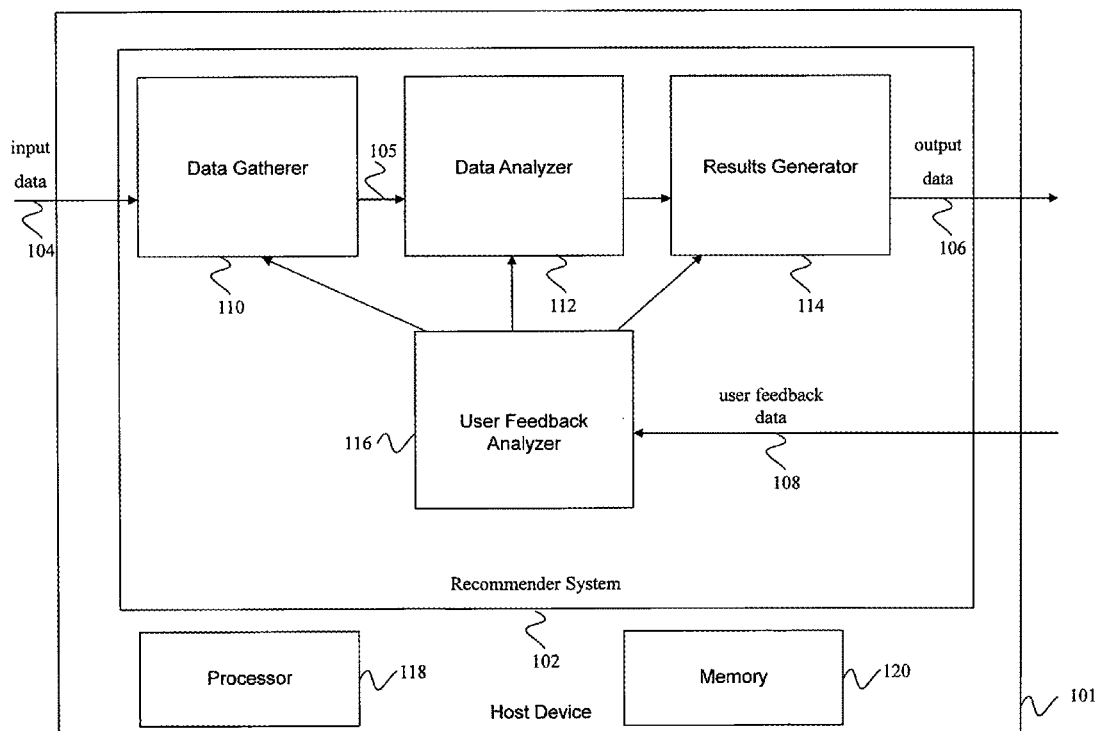 input
data
104
Data Gatherer
105
Data Analyzer
Results Generator
output
data
106
110
112
114
116
User Feedback
Analyzer
user feedback
data
108
Recommender System
102
Processor
118
Memory
120
Host Device
101